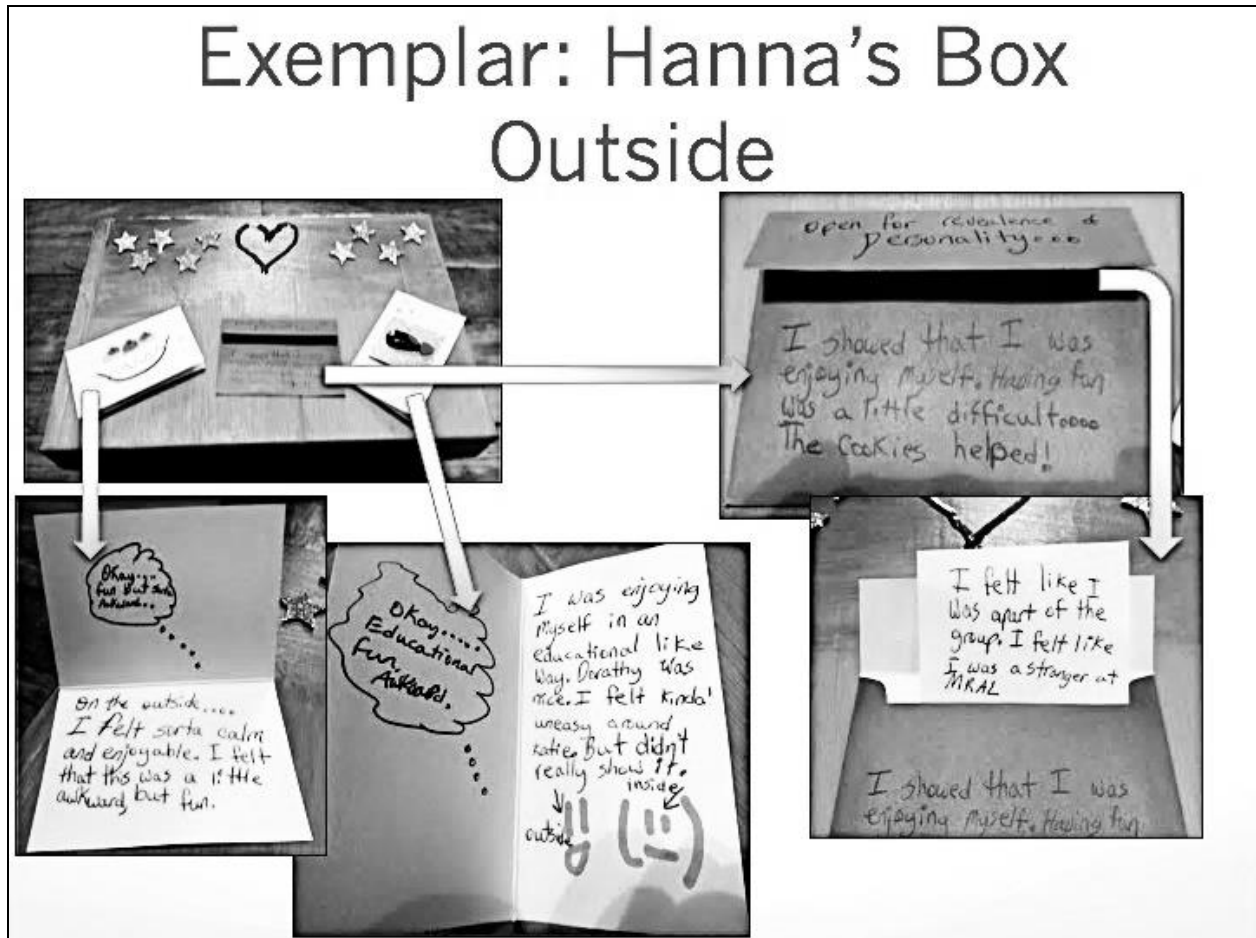 Exemplar: Hanna's Box
Outside
open for revealence of
personality...
I showed that I was
enjoying myself. Having fun
was a little difficult....
The cookies helped!
Okay....
fun But sorta
Awkward..
on the outside....
I felt sorta calm
and enjoyable. I felt
that this was a little
awkward, but fun.
Okay.....
Educational
fun,
Awkard.
I was enjoying
myself in an
educational like
way. Dorathy was
nice. I felt kinda'
uneasy around
Katie. But didn't
really show it.
inside
outside
I felt like I
was apart of the
group. I felt like
I was a stranger at
MRAL
I showed that I was
enjoying myself. Having fun